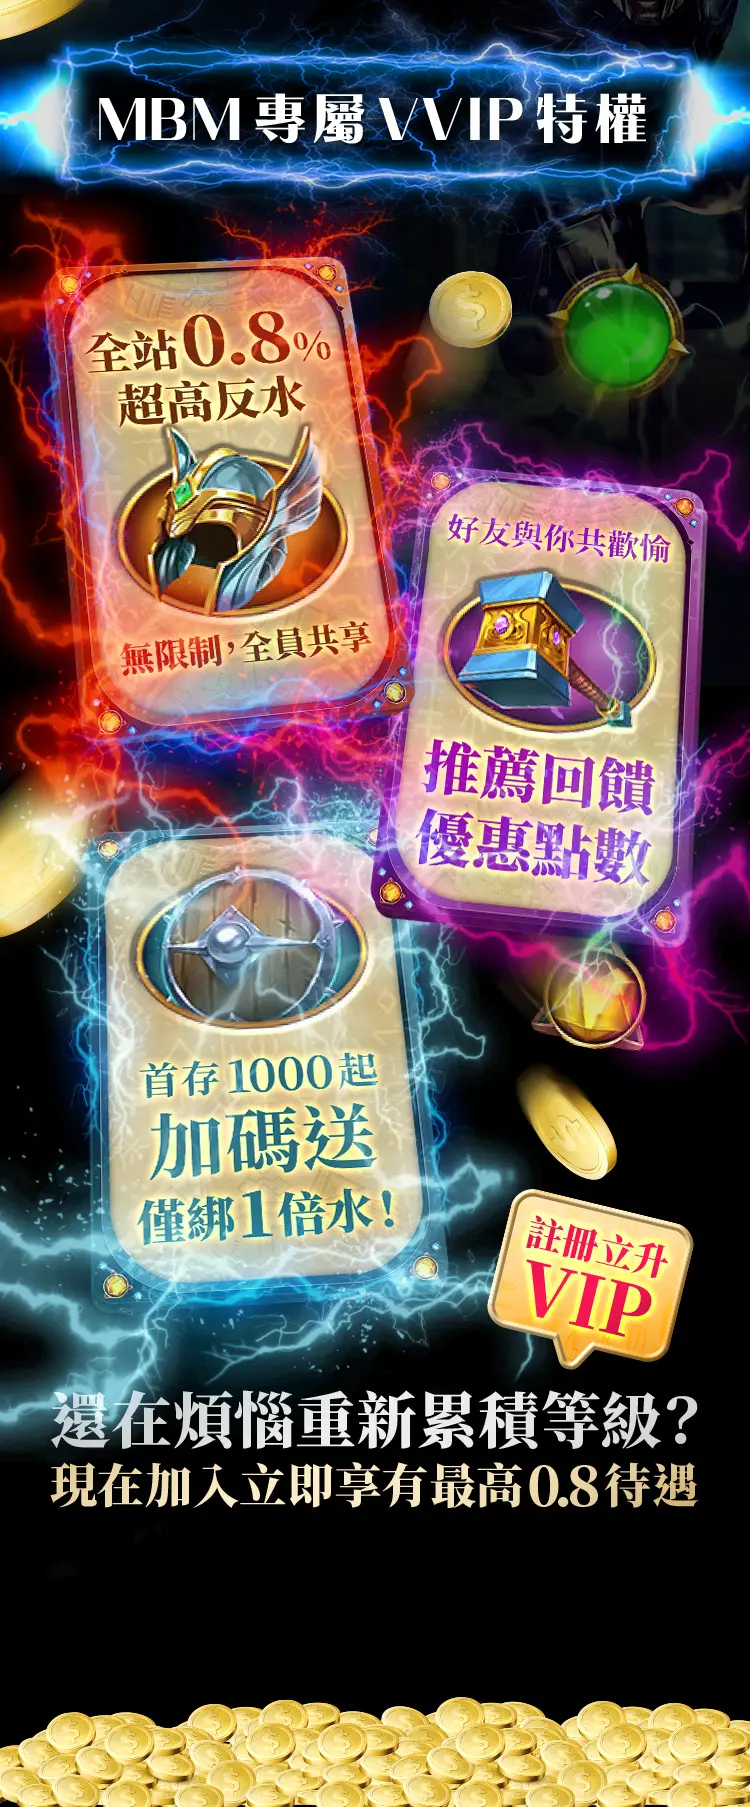 MBM專屬VVIP特權
全站0.8%
超高反水
無限制,全員共享
好友與你共歡愉
推薦回饋
優惠點數
首存1000起
加碼送
僅綁1倍水!
註冊立升
VIP
還在煩惱重新累積等級?
現在加入立即享有最高0.8待遇